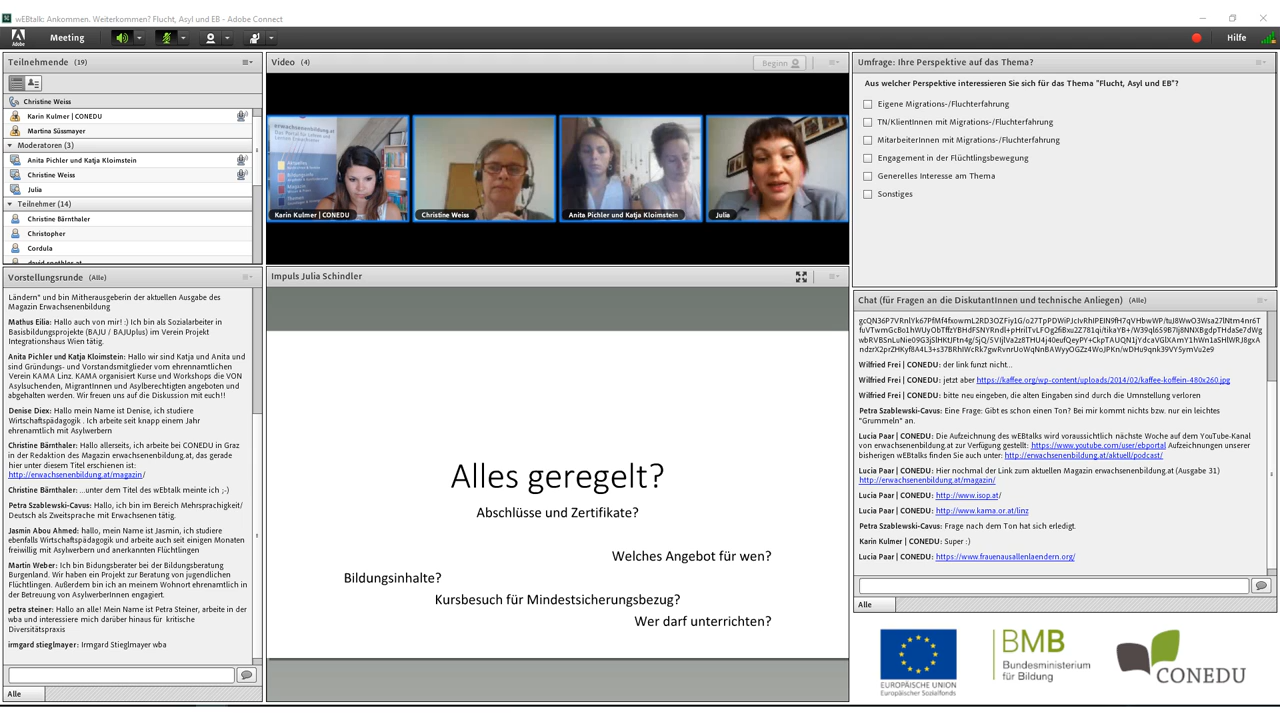 wEBtalk: Ankommen. Weiterkommen? Flucht, Asyl und EB - Adobe Connect
Adobe
Meeting
Hilfe
Teilnehmende (19)
Christine Weiss
Karin Kulmer | CONEDU
Martina Süssmayer
Moderatoren (3)
Anita Pichler und Katja Kloimstein
Christine Weiss
Julia
Teilnehmer (14)
Christine Bärnthaler
Christopher
Cordula
Video (4)
Beginn
Karin Kulmer | CONEDU
Christine Weiss
Anita Pichler und Katja Kloimstein
Julia
Umfrage: Ihre Perspektive auf das Thema?
Aus welcher Perspektive interessieren Sie sich für das Thema "Flucht, Asyl und EB"?
Eigene Migrations-/Fluchterfahrung
TN/KlientInnen mit Migrations-/Fluchterfahrung
MitarbeiterInnen mit Migrations-/Fluchterfahrung
Engagement in der Flüchtlingsbewegung
Generelles Interesse am Thema
Sonstiges
Vorstellungsrunde (Alle)
Ländern" und bin Mitherausgeberin der aktuellen Ausgabe des
Magazin Erwachsenenbildung
Mathus Eilia: Hallo auch von mir! :) Ich bin als Sozialarbeiter in
Basisbildungsprojekte (BAJU / BAJUplus) im Verein Projekt
Integrationshaus Wien tätig.
Anita Pichler und Katja Kloimstein: Hallo wir sind Katja und Anita und
sind Gründungs- und Vorstandsmitglieder vom ehrenamtlichen
Verein KAMA Linz. KAMA organisiert Kurse und Workshops die VON
Asylsuchenden, MigrantInnen und Asylberechtigten angeboten und
abgehalten werden. Wir freuen uns auf die Diskussion mit euch!!
Denise Diex: Hallo mein Name ist Denise, ich studiere
Wirtschaftspädagogik . Ich arbeite seit knapp einem Jahr
ehrenamtlich mit Asylwerbern
Christine Bärnthaler: Hallo allerseits, ich arbeite bei CONEDU in Graz
in der Redaktion des Magazin erwachsenenbildung.at, das gerade
hier unter diesem Titel erschienen ist:
http://erwachsenenbildung.at/magazin/
Christine Bärnthaler: ...unter dem Titel des wEbtalk meinte ich ;-)
Petra Szablewski-Cavus: Hallo, ich bin im Bereich Mehrsprachigkeit/
Deutsch als Zweitsprache mit Erwachsenen tätig.
Jasmin Abou Ahmed: hallo, mein Name ist Jasmin, ich studiere
ebenfalls Wirtschaftspädagogik und arbeite auch seit einigen Monaten
freiwillig mit Asylwerbern und anerkannten Flüchtlingen
Martin Weber: Ich bin Bidungsberater bei der Bildungsberatung
Burgenland. Wir haben ein Projekt zur Beratung von jugendlichen
Flüchtlingen. Außerdem bin ich an meinem Wohnort ehrenamtlich in
der Betreuung von AsylwerberInnen engagiert.
petra steiner: Hallo an alle! Mein Name ist Petra Steiner, arbeite in der
wba und interessiere mich darüber hinaus für kritische
Diversitätspraxis
irmgard stieglmayer: Irmgard Stieglmayer wba
Alle
Impuls Julia Schindler
Alles geregelt?
Abschlüsse und Zertifikate?
Welches Angebot für wen?
Bildungsinhalte?
Kursbesuch für Mindestsicherungsbezug?
Wer darf unterrichten?
Chat (für Fragen an die DiskutantInnen und technische Anliegen) (Alle)
Wilfried Frei | CONEDU: der link funzt nicht...
Wilfried Frei | CONEDU: jetzt aber https://kaffee.org/wp-content/uploads/2014/02/kaffee-koffein-480x260.jpg
Wilfried Frei | CONEDU: bitte neu eingeben, die alten Eingaben sind durch die Umnstellung verloren
Petra Szablewski-Cavus: Eine Frage: Gibt es schon einen Ton? Bei mir kommt nichts bzw. nur ein leichtes
"Grummeln" an.
Lucia Paar | CONEDU: Die Aufzeichnung des wEBtalks wird voraussichtlich nächste Woche auf dem YouTube-Kanal
von erwachsenenbildung.at zur Verfügung gestellt: https://www.youtube.com/user/ebportal Aufzeichnungen unserer
bisherigen wEBtalks finden Sie auch unter: http://erwachsenenbildung.at/aktuell/podcast/
Lucia Paar | CONEDU: Hier nochmal der Link zum aktuellen Magazin erwachsenenbildung.at (Ausgabe 31)
http://erwachsenenbildung.at/magazin/
Lucia Paar | CONEDU: http://www.isop.at/
Lucia Paar | CONEDU: http://www.kama.or.at/linz
Petra Szablewski-Cavus: Frage nach dem Ton hat sich erledigt.
Karin Kulmer | CONEDU: Super :)
Lucia Paar | CONEDU: https://www.frauenausallenlaendern.org/
Alle
EUROPÄISCHE UNION
Europäischer Sozialfonds
BMB
Bundesministerium
für Bildung
CONEDU